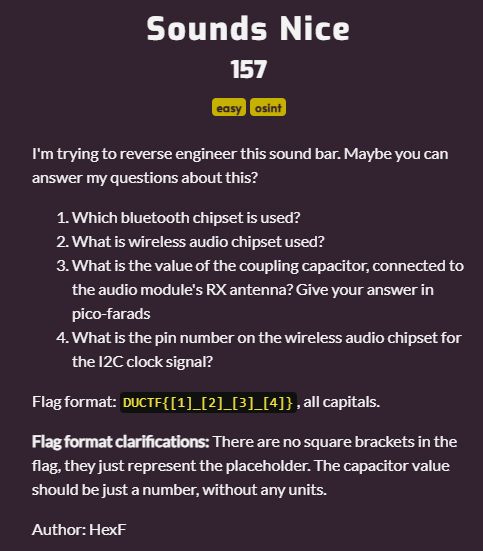 Sounds Nice
157
easy osint
I'm trying to reverse engineer this sound bar. Maybe you can
answer my questions about this?
1. Which bluetooth chipset is used?
2. What is wireless audio chipset used?
3. What is the value of the coupling capacitor, connected to
the audio module's RX antenna? Give your answer in
pico-farads
4. What is the pin number on the wireless audio chipset for
the I2C clock signal?
Flag format: DUCTF{[1]_[2]_[3]_[4]}, all capitals.
Flag format clarifications: There are no square brackets in the
flag, they just represent the placeholder. The capacitor value
should be just a number, without any units.
Author: HexF